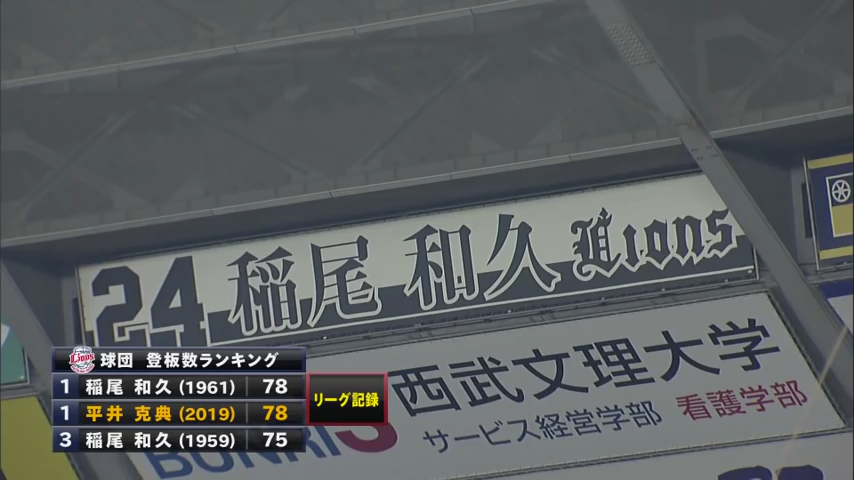 24 稲尾 和久 Lions
西武文理大学
サービス経営学部 看護学部
Lions 球団 登板数ランキング
1 稲尾 和久 (1961) 78
1 平井 克典 (2019) 78
リーグ記録
3 稲尾 和久 (1959) 75